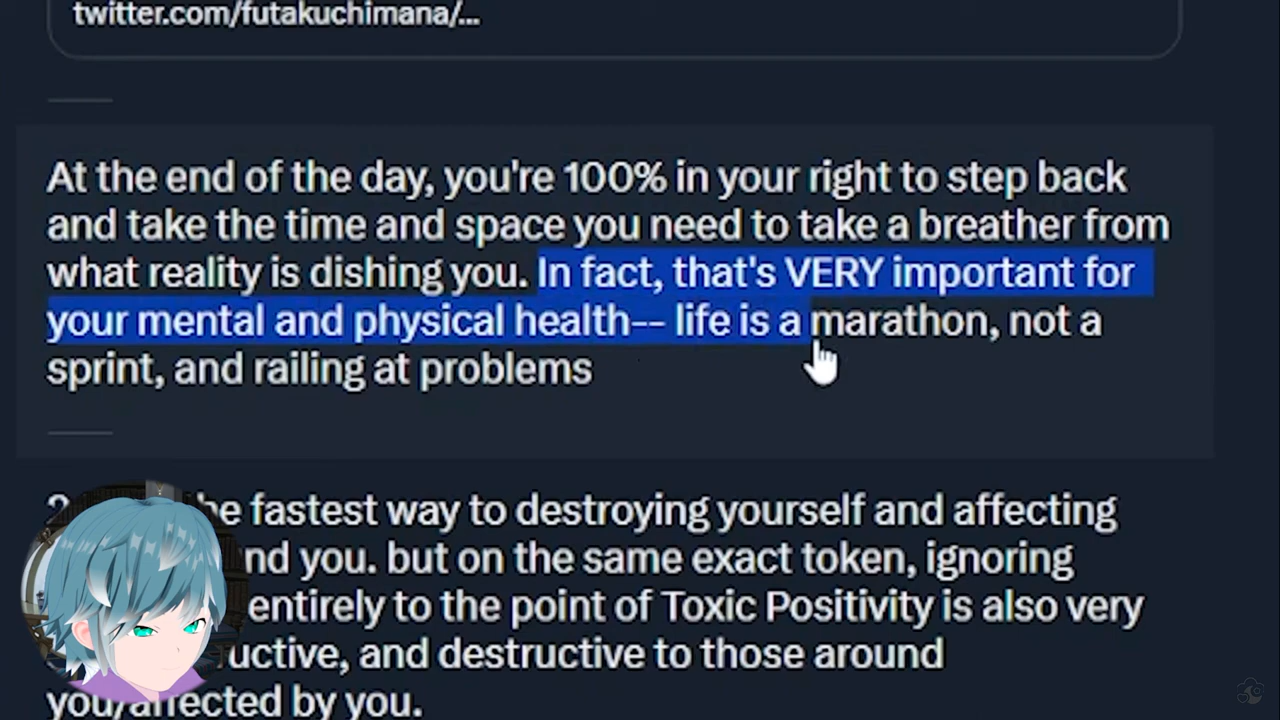 twitter.com/futakuchimana/...
At the end of the day, you're 100% in your right to step back
and take the time and space you need to take a breather from
what reality is dishing you. In fact, that's VERY important for
your mental and physical health-- life is a marathon, not a
sprint, and railing at problems
fastest way to destroying yourself and affecting
you. but on the same exact token, ignoring
entirely to the point of Toxic Positivity is also very
and destructive to those around
you/affected by you.